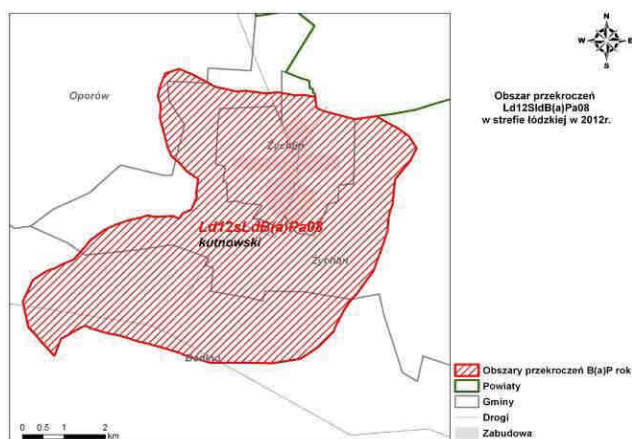 N
W E
S
Obszar przekroczeń
Ld12SldB(a)Pa08
w strefie łódzkiej w 2012r.
Oporów
Żychlin
Ld12sLdB(a)Pa08
kutnowski
Żychlin
Bedlno
Obszary przekroczeń B(a)P rok
Powiaty
Gminy
Drogi
Zabudowa
0 0.5 1 2
km